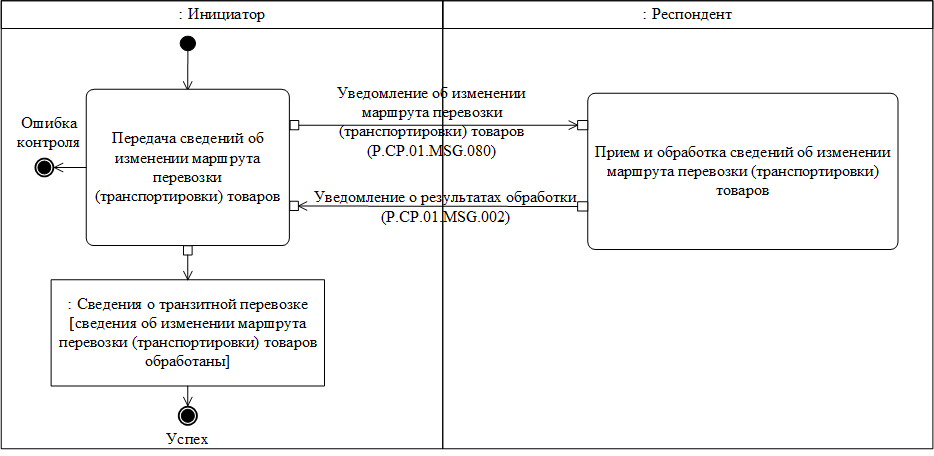 : Инициатор
: Респондент
Ошибка
контроля
Передача сведений об
изменении маршрута
перевозки
(транспортировки) товаров
Уведомление об изменении
маршрута перевозки
(транспортировки) товаров
(P.CP.01.MSG.080)
Прием и обработка сведений об изменении
маршрута перевозки (транспортировки)
товаров
Уведомление о результатах обработки
(P.CP.01.MSG.002)
: Сведения о транзитной перевозке
[сведения об изменении маршрута
перевозки (транспортировки) товаров
обработаны]
Успех